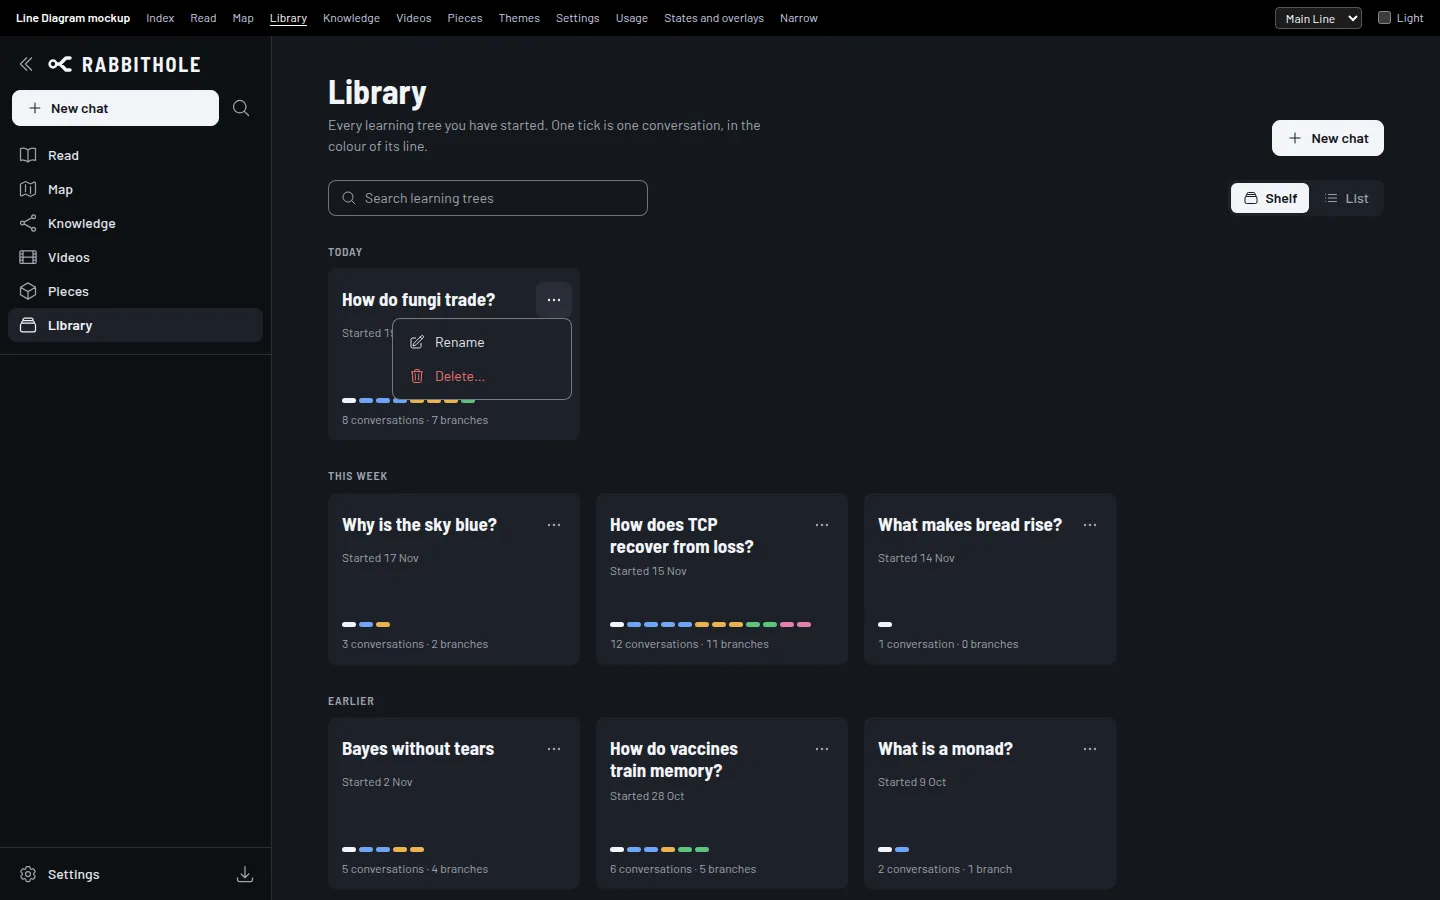 Line Diagram mockup Index Read Map Library Knowledge Videos Pieces Themes Settings Usage States and overlays Narrow Main Line Light
RABBITHOLE
New chat
Read
Map
Knowledge
Videos
Pieces
Library
Settings
Library
Every learning tree you have started. One tick is one conversation, in the
colour of its line.
New chat
Search learning trees
Shelf List
TODAY
How do fungi trade?
Started
Rename
Delete...
8 conversations · 7 branches
THIS WEEK
Why is the sky blue?
Started 17 Nov
3 conversations · 2 branches
How does TCP
recover from loss?
Started 15 Nov
12 conversations · 11 branches
What makes bread rise?
Started 14 Nov
1 conversation · 0 branches
EARLIER
Bayes without tears
Started 2 Nov
5 conversations · 4 branches
How do vaccines
train memory?
Started 28 Oct
6 conversations · 5 branches
What is a monad?
Started 9 Oct
2 conversations · 1 branch